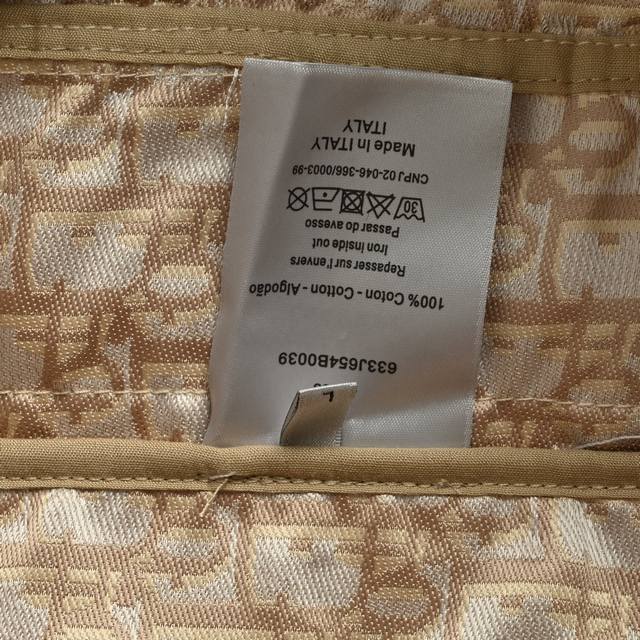 633J654B0039
100% Coton - Cotton - Algodão
Repasser sur l'envers
Iron inside out
Passar do avesso
30
CNPJ 02-046-366/0003-99
Made In ITALY
ITALY